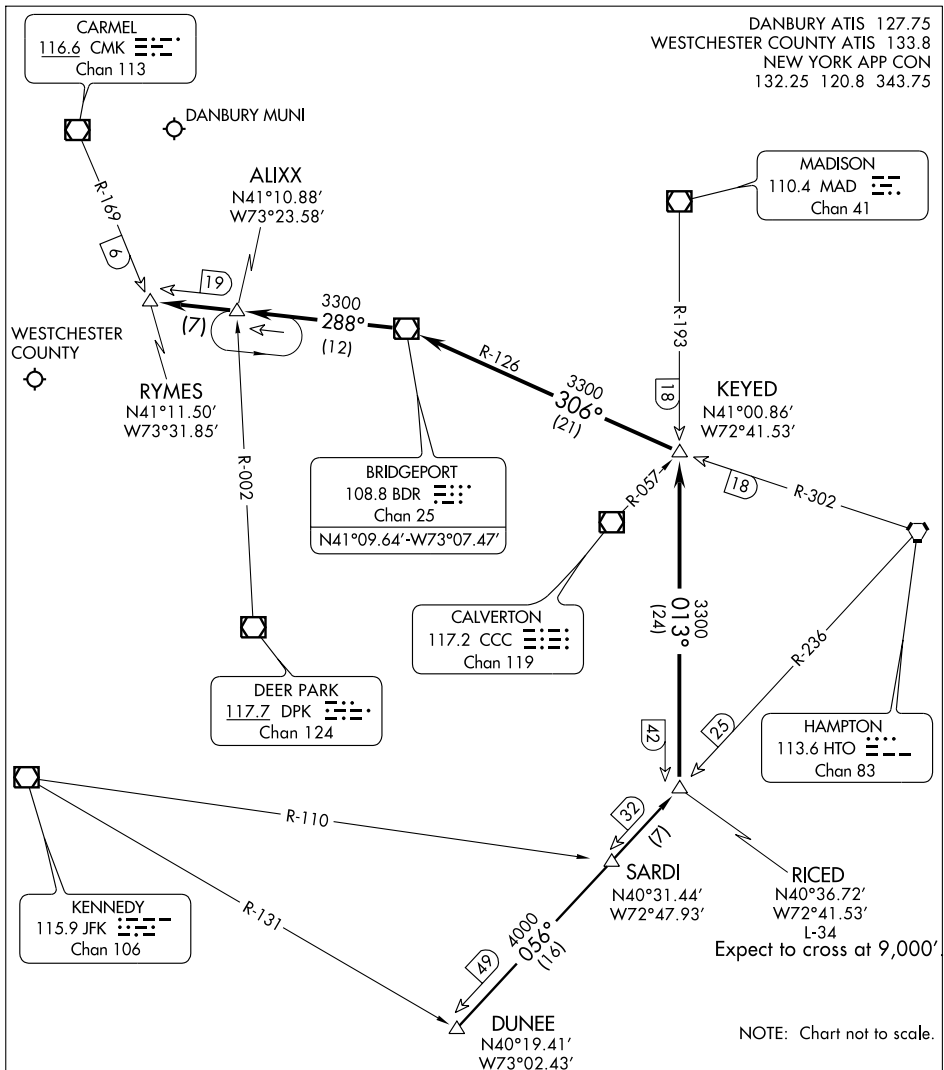 CARMEL
116.6 CMK
Chan 113
DANBURY ATIS 127.75
WESTCHESTER COUNTY ATIS 133.8
NEW YORK APP CON
132.25 120.8 343.75
DANBURY MUNI
ALIXX
N41°10.88'
W73°23.58'
MADISON
110.4 MAD
Chan 41
R-169
6
19
(7)
3300
288°
(12)
R-126
3300
306°
(21)
R-193
18
KEYED
N41°00.86'
W72°41.53'
WESTCHESTER
COUNTY
RYMES
N41°11.50'
W73°31.85'
R-002
BRIDGEPORT
108.8 BDR
Chan 25
N41°09.64'-W73°07.47'
R-057
18
R-302
CALVERTON
117.2 CCC
Chan 119
3300
013°
(24)
R-236
DEER PARK
117.7 DPK
Chan 124
42
25
HAMPTON
113.6 HTO
Chan 83
KENNEDY
115.9 JFK
Chan 106
R-110
R-131
32
(7)
SARDI
N40°31.44'
W72°47.93'
RICED
N40°36.72'
W72°41.53'
L-34
Expect to cross at 9,000'.
4000
056°
(16)
49
DUNEE
N40°19.41'
W73°02.43'
NOTE: Chart not to scale.